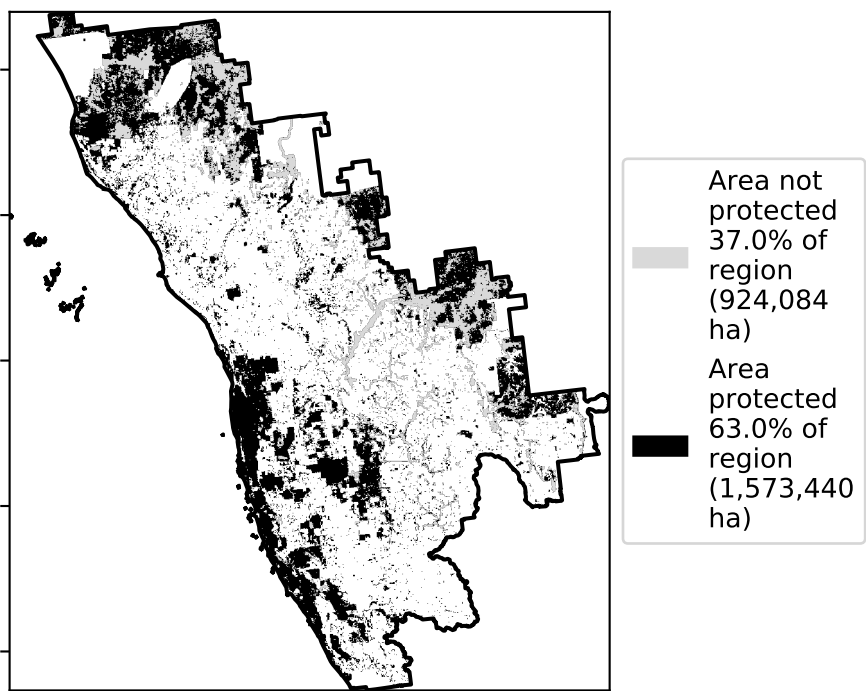 Area not
protected
37.0% of
region
(924,084
ha)
Area
protected
63.0% of
region
(1,573,440
ha)